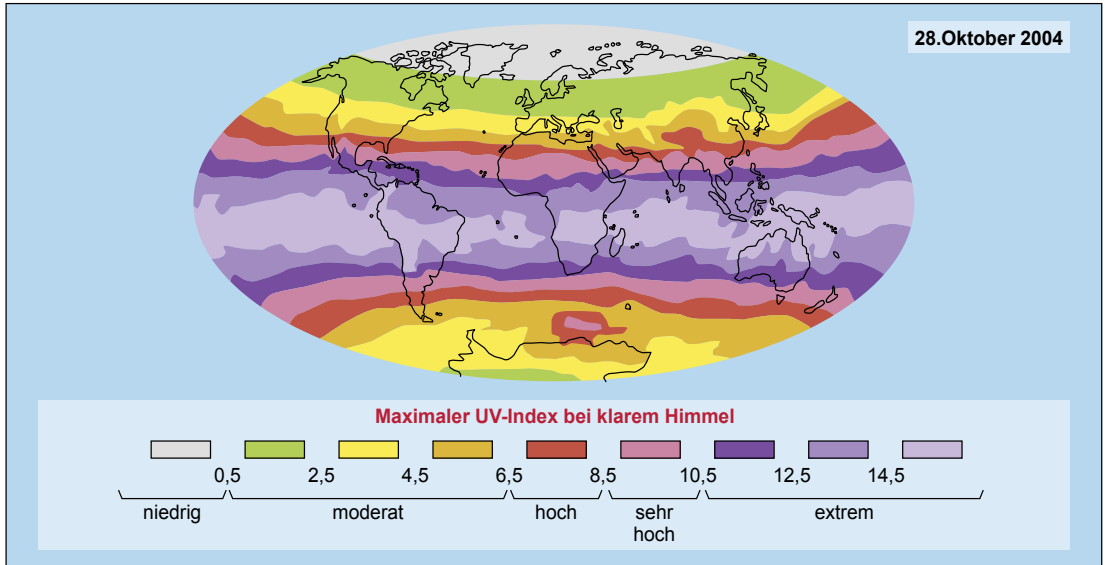 28.Oktober 2004
Maximaler UV-Index bei klarem Himmel
0,5 2,5 4,5 6,5 8,5 10,5 12,5 14,5
niedrig moderat hoch sehr hoch extrem